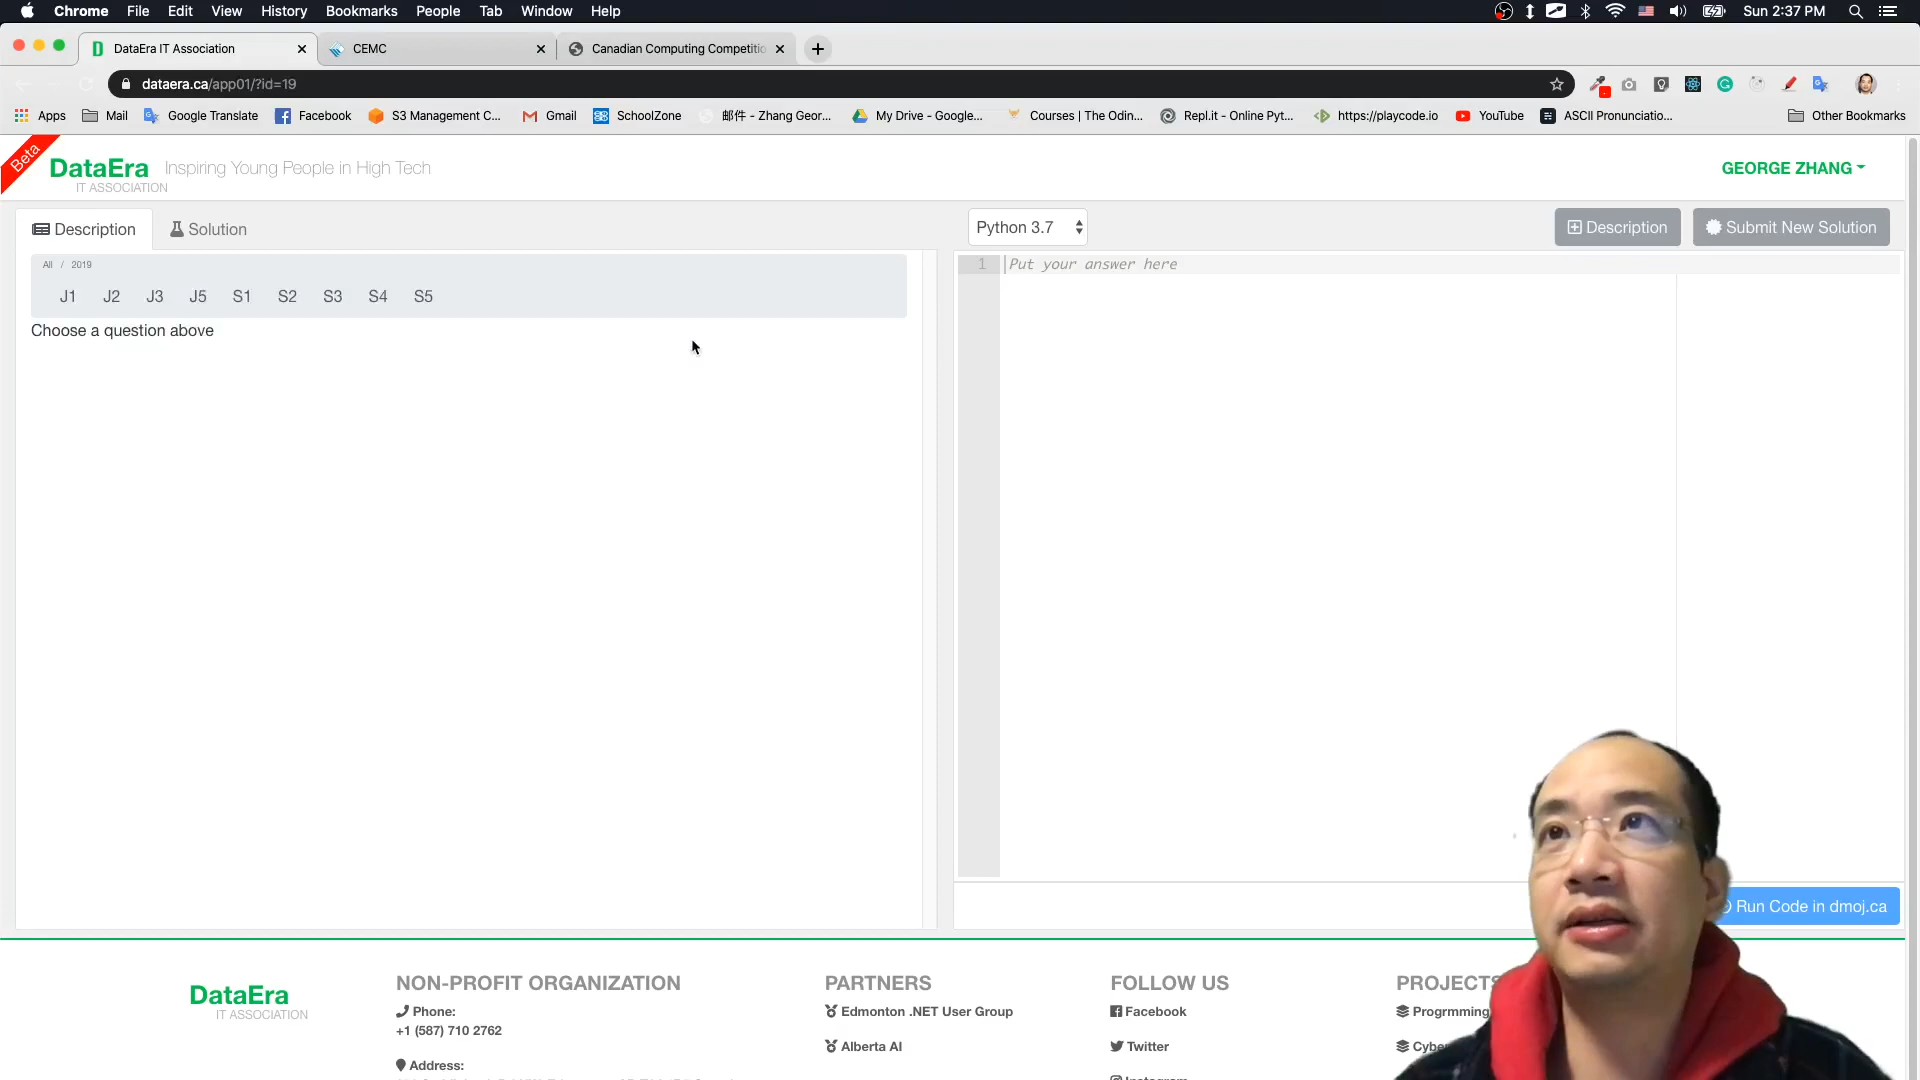 Chrome File Edit View History Bookmarks People Tab Window Help Sun 2:37 PM
DataEra IT Association CEMC Canadian Computing Competitio
dataera.ca/app01/?id=19
Apps Mail Google Translate Facebook S3 Management C... Gmail SchoolZone 邮件 - Zhang Geor... My Drive - Google... Courses | The Odin... Repl.it - Online Pyt... https://playcode.io YouTube ASCII Pronunciatio... Other Bookmarks
Beta
DataEra Inspiring Young People in High Tech GEORGE ZHANG
IT ASSOCIATION
Description Solution Python 3.7 Description Submit New Solution
All / 2019 1 Put your answer here
J1 J2 J3 J5 S1 S2 S3 S4 S5
Choose a question above
Run Code in dmoj.ca
DataEra NON-PROFIT ORGANIZATION PARTNERS FOLLOW US PROJECTS
IT ASSOCIATION Phone: Edmonton .NET User Group Facebook Progrmming
+1 (587) 710 2762
Alberta AI Twitter Cybe
Address: